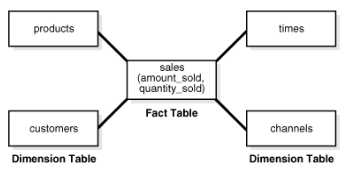 products
times
sales
(amount_sold,
quantity_sold)
Fact Table
customers
channels
Dimension Table
Dimension Table